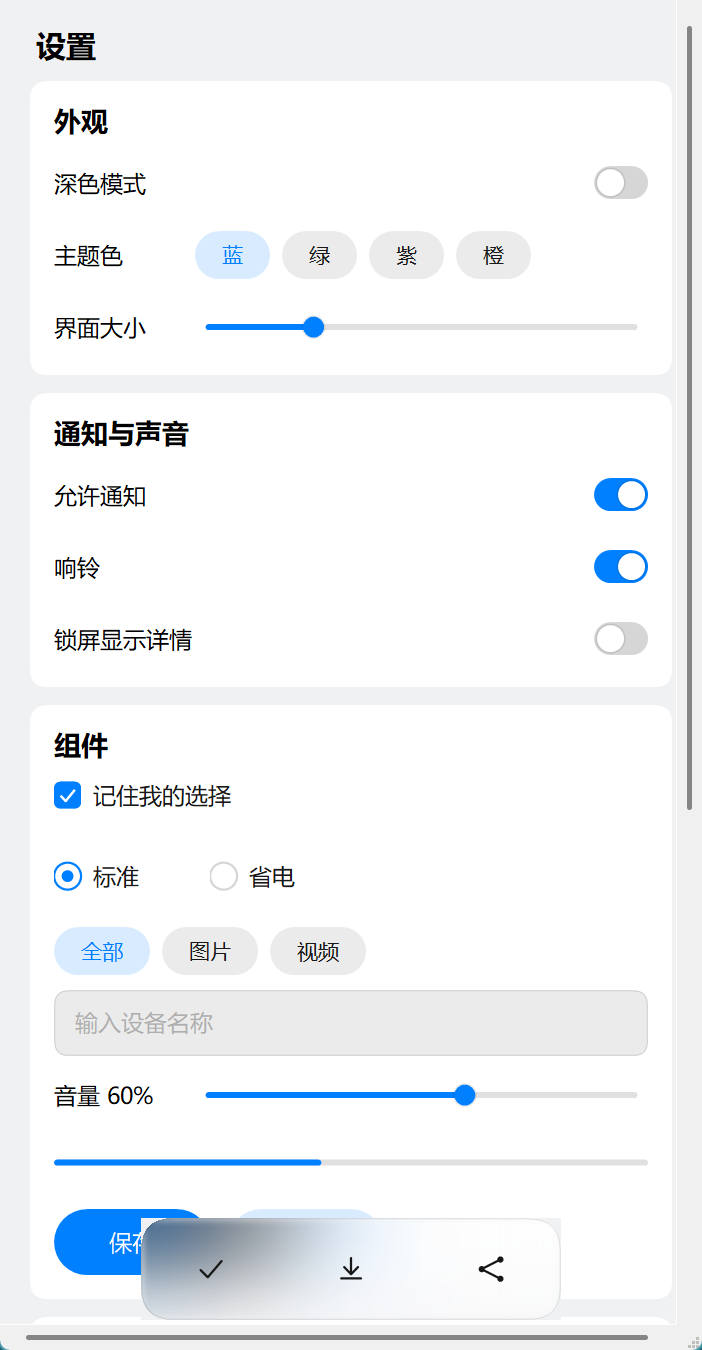 设置
外观
深色模式
主题色 蓝 绿 紫 橙
界面大小
通知与声音
允许通知
响铃
锁屏显示详情
组件
记住我的选择
标准 省电
全部 图片 视频
输入设备名称
音量 60%
保存